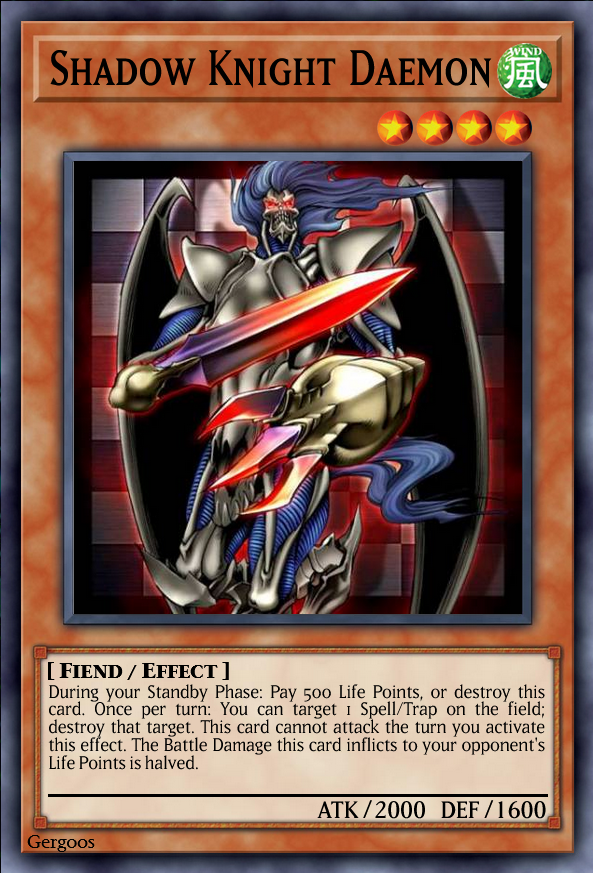 Shadow Knight Daemon
WIND
風
[ Fiend / Effect ]
During your Standby Phase: Pay 500 Life Points, or destroy this
card. Once per turn: You can target 1 Spell/Trap on the field;
destroy that target. This card cannot attack the turn you activate
this effect. The Battle Damage this card inflicts to your opponent's
Life Points is halved.
ATK / 2000 DEF / 1600
Gergoos